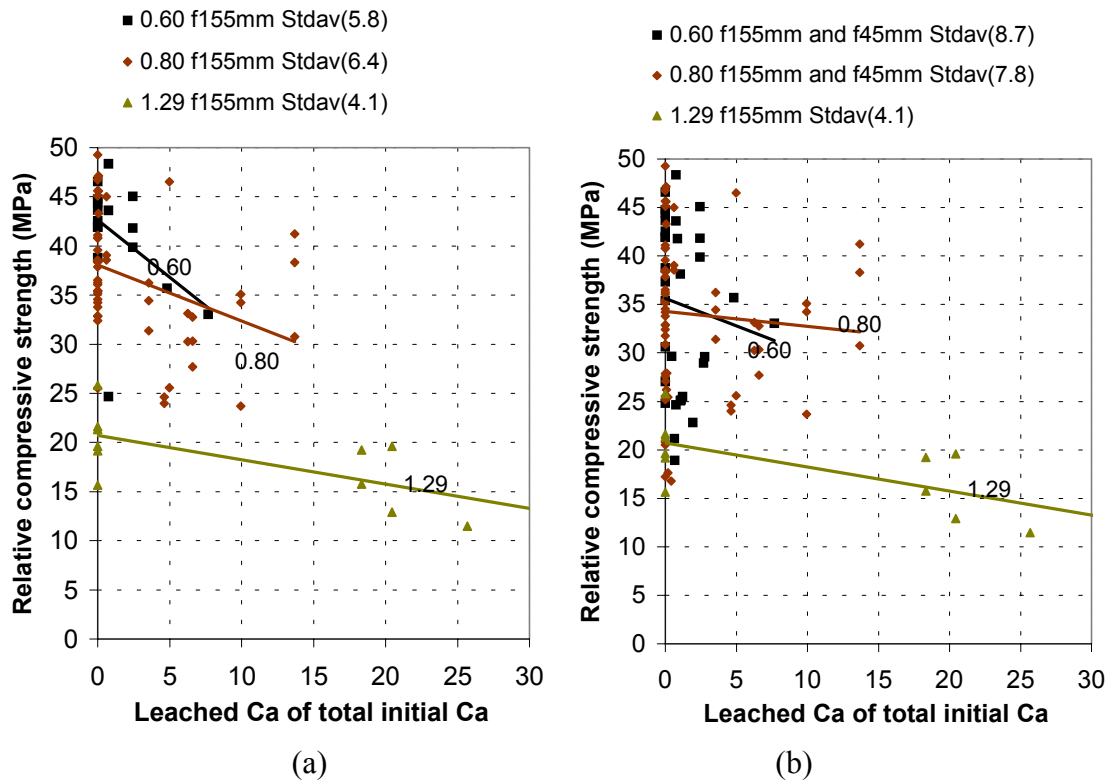 0.60 f155mm Stdav(5.8)
0.80 f155mm Stdav(6.4)
1.29 f155mm Stdav(4.1)
50
45
40
35
30
25
20
15
10
5
0
Relative compressive strength (MPa)
0.60
0.80
1.29
0 5 10 15 20 25 30
Leached Ca of total initial Ca
(a)
0.60 f155mm and f45mm Stdav(8.7)
0.80 f155mm and f45mm Stdav(7.8)
1.29 f155mm Stdav(4.1)
50
45
40
35
30
25
20
15
10
5
0
Relative compressive strength (MPa)
0.80
0.60
1.29
0 5 10 15 20 25 30
Leached Ca of total initial Ca
(b)